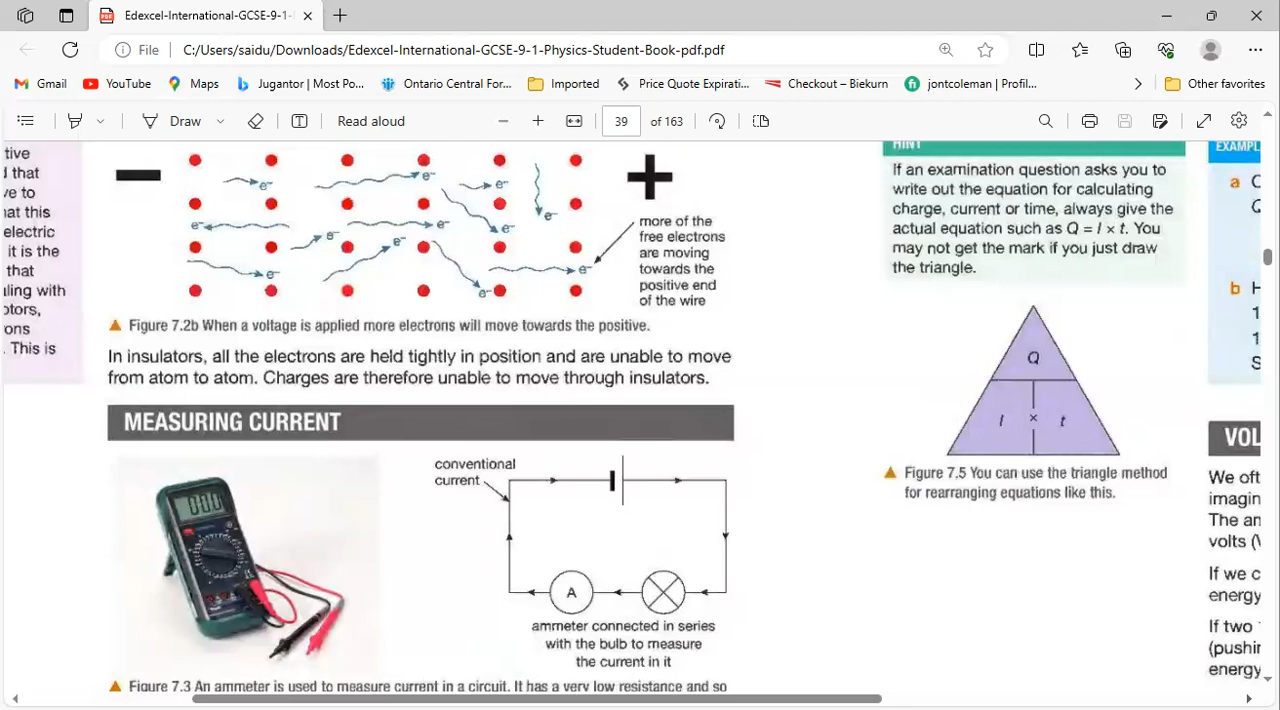 Edexcel-International-GCSE-9-1-
File
C:/Users/saidu/Downloads/Edexcel-International-GCSE-9-1-Physics-Student-Book-pdf.pdf
Gmail
YouTube
Maps
Jugantor | Most Po...
Ontario Central For...
Imported
Price Quote Expirati...
Checkout – Biekurn
jontcoleman | Profil...
Other favorites
Draw
Read aloud
39 of 163
tive
d that
ve to
at this
electric
it is the
that
ling with
otors,
ons
. This is
e-
e-
e-
e-
e-
e-
e-
e-
e-
e-
e-
e-
more of the
free electrons
are moving
towards the
positive end
of the wire
Figure 7.2b When a voltage is applied more electrons will move towards the positive.
In insulators, all the electrons are held tightly in position and are unable to move
from atom to atom. Charges are therefore unable to move through insulators.
MEASURING CURRENT
conventional
current
A
ammeter connected in series
with the bulb to measure
the current in it
000
Figure 7.3 An ammeter is used to measure current in a circuit. It has a very low resistance and so
HINT
If an examination question asks you to
write out the equation for calculating
charge, current or time, always give the
actual equation such as Q = I × t. You
may not get the mark if you just draw
the triangle.
Q
I × t
Figure 7.5 You can use the triangle method
for rearranging equations like this.
EXAMPL
a
b
VOL
We oft
imagin
The an
volts (V
If we c
energy
If two
(pushir
energy